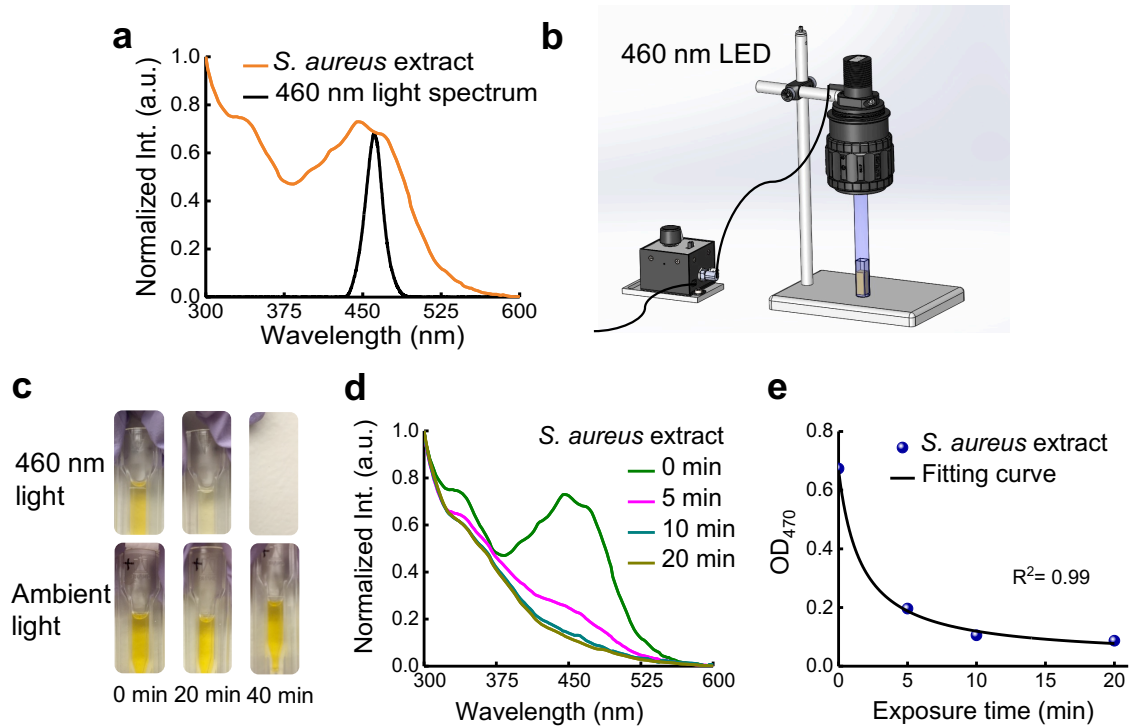 a
S. aureus extract
460 nm light spectrum
Normalized Int. (a.u.)
1.0
0.8
0.6
0.4
0.2
0.0
300 375 450 525 600
Wavelength (nm)
b
460 nm LED
c
460 nm
light
Ambient
light
+
+
0 min 20 min 40 min
d
S. aureus extract
0 min
5 min
10 min
20 min
Normalized Int. (a.u.)
1.0
0.8
0.6
0.4
0.2
0.0
300 375 450 525 600
Wavelength (nm)
e
S. aureus extract
Fitting curve
R²= 0.99
OD₄₇₀
0.8
0.6
0.4
0.2
0.0
0 5 10 15 20
Exposure time (min)